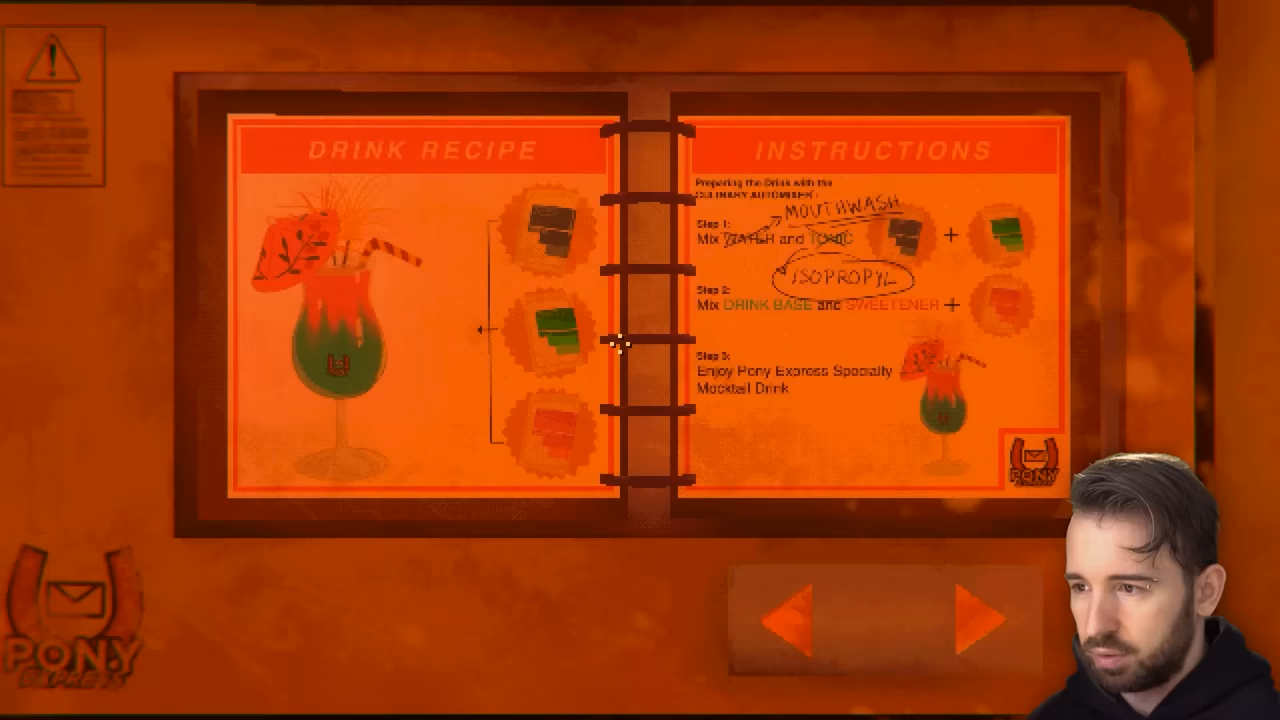 DRINK RECIPE
INSTRUCTIONS
Preparing the Drink with the
CULINARY AUTOMIXER:
MOUTHWASH
Step 1:
Mix WATER and TONIC
+
ISOPROPYL
Step 2:
Mix DRINK BASE and SWEETENER +
Step 3:
Enjoy Pony Express Specialty
Mocktail Drink
PONY
EXPRESS
PONY